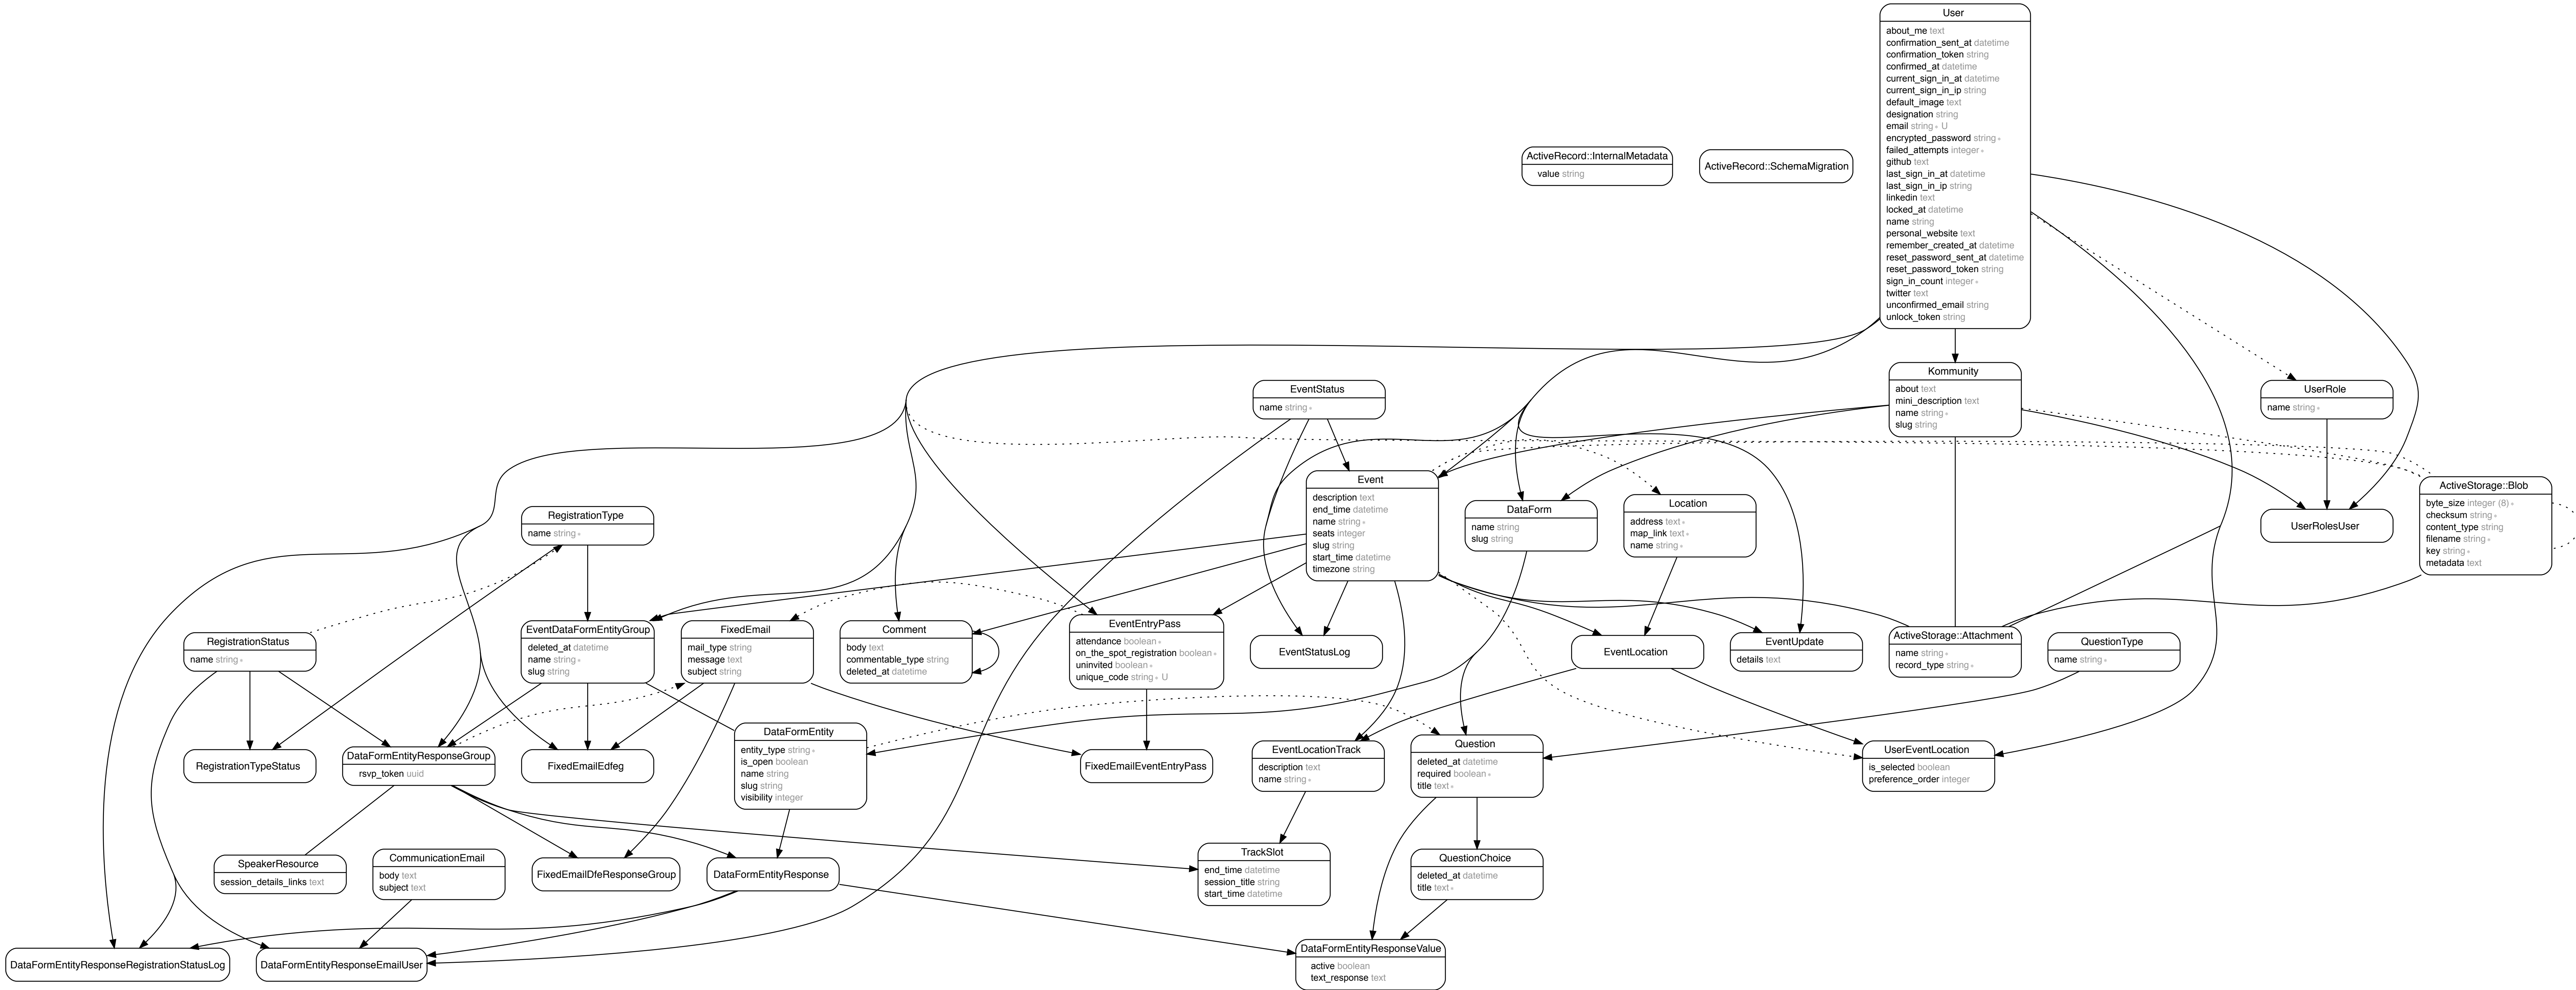 User
about_me text
confirmation_sent_at datetime
confirmation_token string
confirmed_at datetime
current_sign_in_at datetime
current_sign_in_ip string
default_image text
designation string
email string ∗ U
encrypted_password string ∗
failed_attempts integer ∗
github text
last_sign_in_at datetime
last_sign_in_ip string
linkedin text
locked_at datetime
name string
personal_website text
remember_created_at datetime
reset_password_sent_at datetime
reset_password_token string
sign_in_count integer ∗
twitter text
unconfirmed_email string
unlock_token string
ActiveRecord::InternalMetadata
value string
ActiveRecord::SchemaMigration
Kommunity
about text
mini_description text
name string ∗
slug string
EventStatus
name string ∗
UserRole
name string ∗
Event
description text
end_time datetime
name string ∗
seats integer
slug string
start_time datetime
timezone string
DataForm
name string
slug string
Location
address text ∗
map_link text ∗
name string ∗
UserRolesUser
ActiveStorage::Blob
byte_size integer (8) ∗
checksum string ∗
content_type string
filename string ∗
key string ∗
metadata text
RegistrationType
name string ∗
RegistrationStatus
name string ∗
EventDataFormEntityGroup
deleted_at datetime
name string ∗
slug string
FixedEmail
mail_type string
message text
subject string
Comment
body text
commentable_type string
deleted_at datetime
EventEntryPass
attendance boolean ∗
on_the_spot_registration boolean ∗
uninvited boolean ∗
unique_code string ∗ U
EventStatusLog
EventLocation
EventUpdate
details text
ActiveStorage::Attachment
name string ∗
record_type string ∗
QuestionType
name string ∗
RegistrationTypeStatus
DataFormEntityResponseGroup
rsvp_token uuid
FixedEmailEdfeg
DataFormEntity
entity_type string ∗
is_open boolean
name string
slug string
visibility integer
FixedEmailEventEntryPass
EventLocationTrack
description text
name string ∗
Question
deleted_at datetime
required boolean ∗
title text ∗
UserEventLocation
is_selected boolean
preference_order integer
SpeakerResource
session_details_links text
CommunicationEmail
body text
subject text
FixedEmailDfeResponseGroup
DataFormEntityResponse
TrackSlot
end_time datetime
session_title string
start_time datetime
QuestionChoice
deleted_at datetime
title text ∗
DataFormEntityResponseRegistrationStatusLog
DataFormEntityResponseEmailUser
DataFormEntityResponseValue
active boolean
text_response text